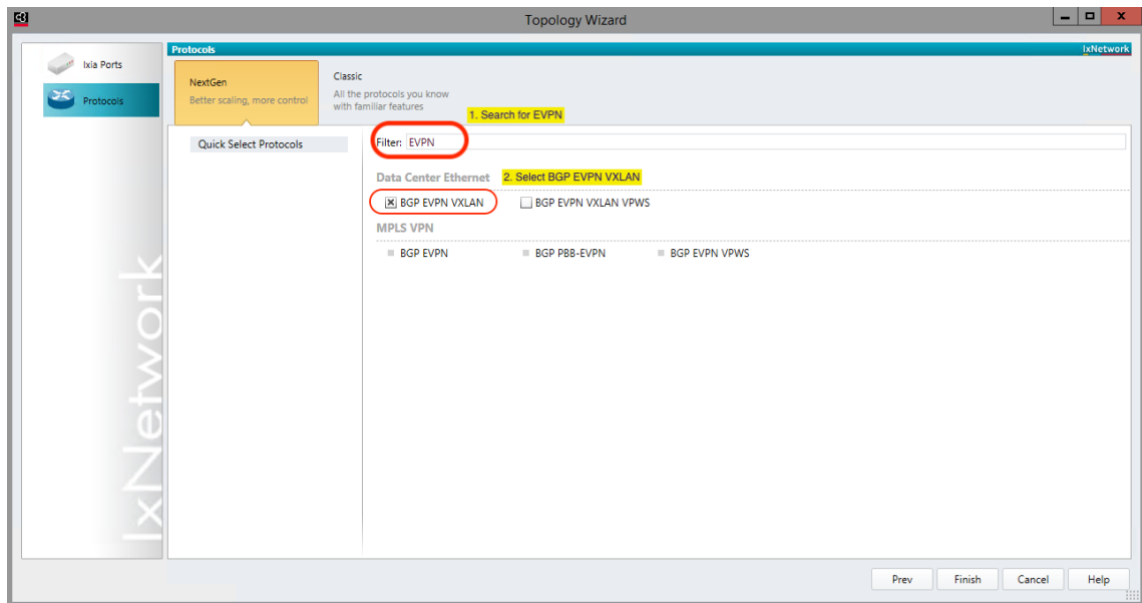 Topology Wizard
Ixia Ports
Protocols
Protocols
IxNetwork
NextGen
Better scaling, more control
Classic
All the protocols you know
with familiar features
1. Search for EVPN
Quick Select Protocols
Filter: EVPN
Data Center Ethernet
2. Select BGP EVPN VXLAN
BGP EVPN VXLAN
BGP EVPN VXLAN VPWS
MPLS VPN
BGP EVPN
BGP PBB-EVPN
BGP EVPN VPWS
IxNetwork
Prev
Finish
Cancel
Help